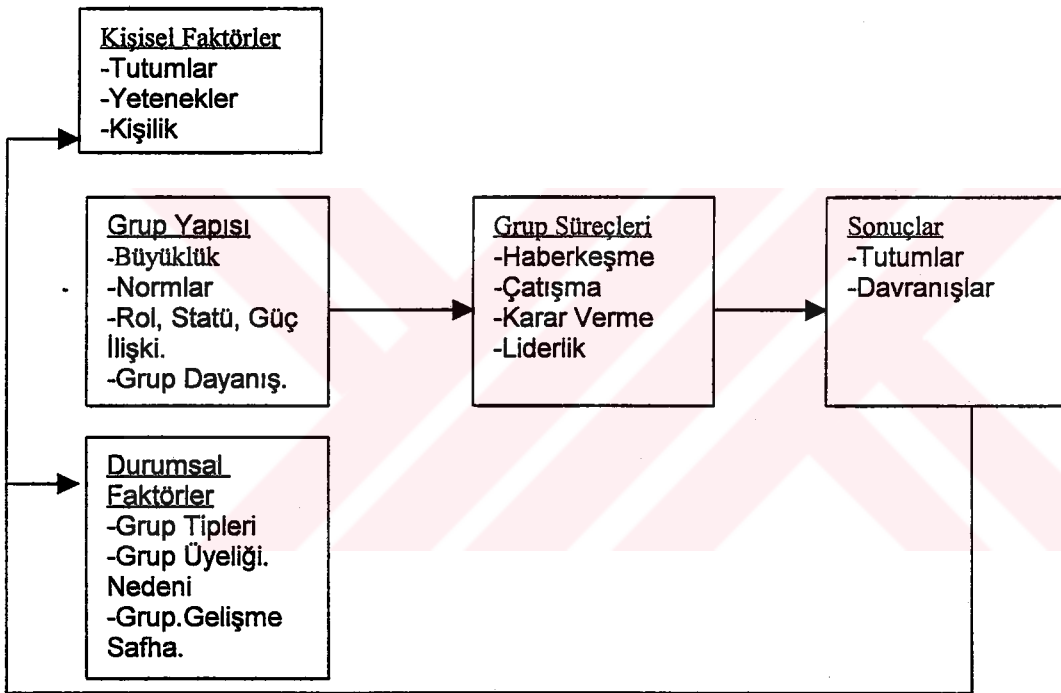 Kişisel Faktörler
-Tutumlar
-Yetenekler
-Kişilik
Grup Yapısı
-Büyüklük
-Normlar
-Rol, Statü, Güç
İlişki.
-Grup Dayanış.
Grup Süreçleri
-Haberkeşme
-Çatışma
-Karar Verme
-Liderlik
Sonuçlar
-Tutumlar
-Davranışlar
Durumsal
Faktörler
-Grup Tipleri
-Grup Üyeliği.
Nedeni
-Grup.Gelişme
Safha.